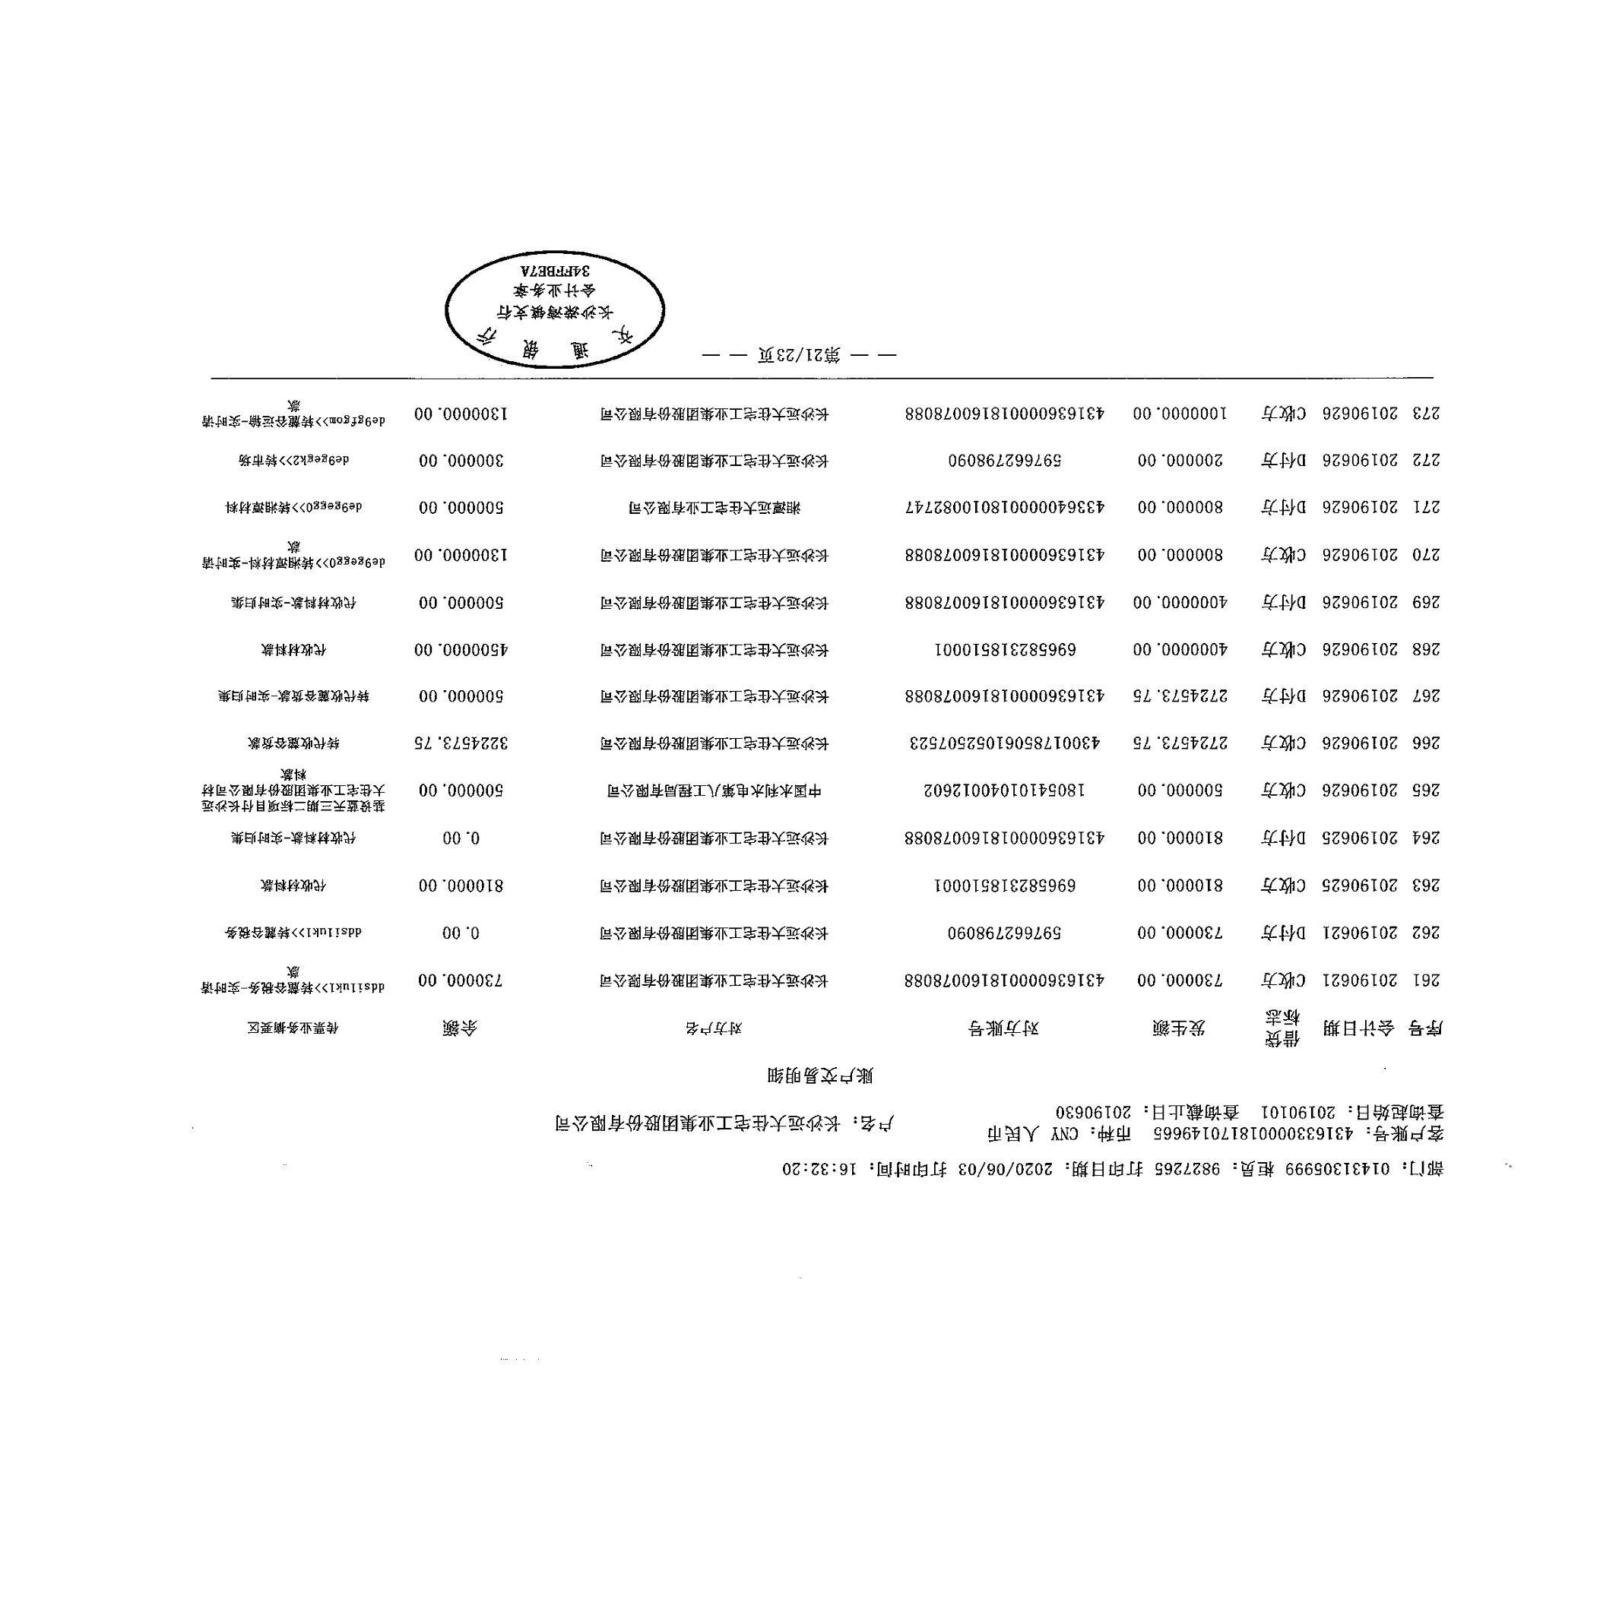 部门: 01431305999 柜员: 9827265 打印日期: 2020/06/03 打印时间: 16:32:20
客户账号: 431633000018170149665 币种: CNY 人民币 户名: 长沙远大住宅工业集团股份有限公司
查询起始日: 20190101 查询截止日: 20190630
账户交易明细
序号 会计日期 借贷标志 发生额 对方账号 对方户名 余额 传票业务摘要区
261 20190621 C收方 730000.00 431636000018160078088 长沙远大住宅工业集团股份有限公司 730000.00 ddsi1uk1>>转麓谷税务-实时请款
262 20190621 D付方 730000.00 597662798090 长沙远大住宅工业集团股份有限公司 0.00 ddsi1uk1>>转麓谷税务
263 20190625 C收方 810000.00 696582318510001 长沙远大住宅工业集团股份有限公司 810000.00 代收材料款
264 20190625 D付方 810000.00 431636000018160078088 长沙远大住宅工业集团股份有限公司 0.00 代收材料款-实时归集
265 20190626 C收方 500000.00 18054101040012602 中国水利水电第八工程局有限公司 500000.00 基设嘉天三期二标项目付长沙远大住宅工业集团股份有限公司材料款
266 20190626 C收方 2724573.75 43001785061052507523 长沙远大住宅工业集团股份有限公司 3224573.75 转代收麓谷货款
267 20190626 D付方 2724573.75 431636000018160078088 长沙远大住宅工业集团股份有限公司 500000.00 转代收麓谷货款-实时归集
268 20190626 C收方 4000000.00 696582318510001 长沙远大住宅工业集团股份有限公司 4500000.00 代收材料款
269 20190626 D付方 4000000.00 431636000018160078088 长沙远大住宅工业集团股份有限公司 500000.00 代收材料款-实时归集
270 20190626 C收方 800000.00 431636000018160078088 长沙远大住宅工业集团股份有限公司 1300000.00 de9gegg0>>转湘潭材料-实时请款
271 20190626 D付方 800000.00 433640000018010082747 湘潭远大住宅工业有限公司 500000.00 de9gegg0>>转湘潭材料
272 20190626 D付方 200000.00 597662798090 长沙远大住宅工业集团股份有限公司 300000.00 de9gegk2>>转市场
273 20190626 C收方 1000000.00 431636000018160078088 长沙远大住宅工业集团股份有限公司 1300000.00 de9gfgom>>转麓谷运输-实时请款
— — 第21/23页 — —
交通银行
长沙梁湾镇支行
会计业务章
34FFBE7A